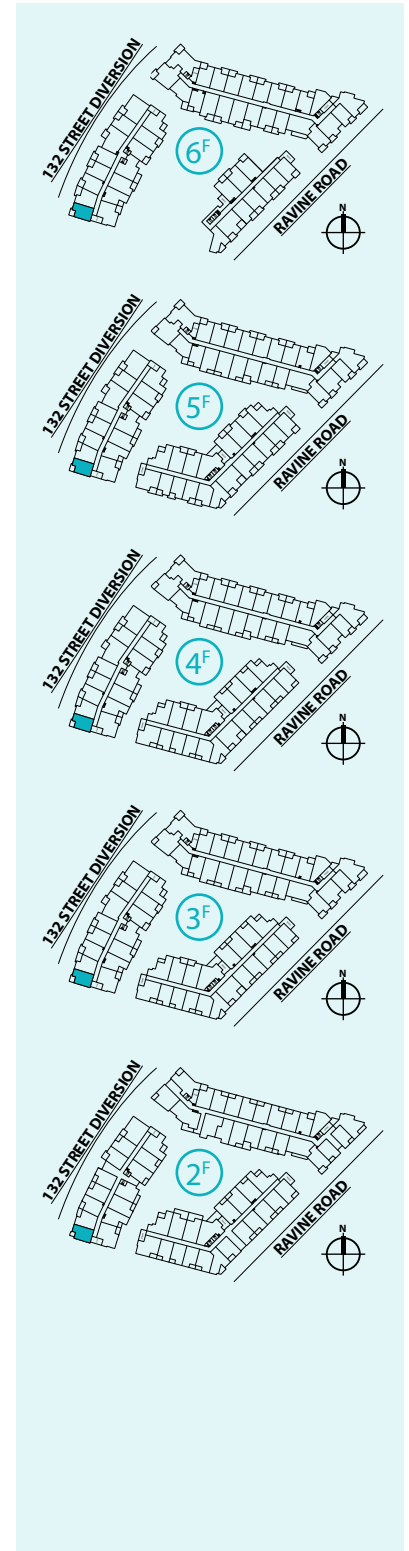 132 STREET DIVERSION
6F
RAVINE ROAD
N
132 STREET DIVERSION
5F
RAVINE ROAD
N
132 STREET DIVERSION
4F
RAVINE ROAD
N
132 STREET DIVERSION
3F
RAVINE ROAD
N
132 STREET DIVERSION
2F
RAVINE ROAD
N